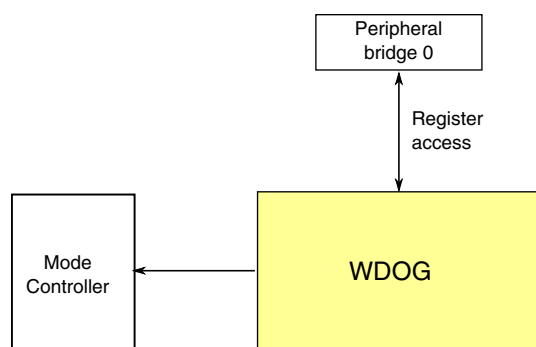 Peripheral
bridge 0
Register
access
Mode
Controller
WDOG